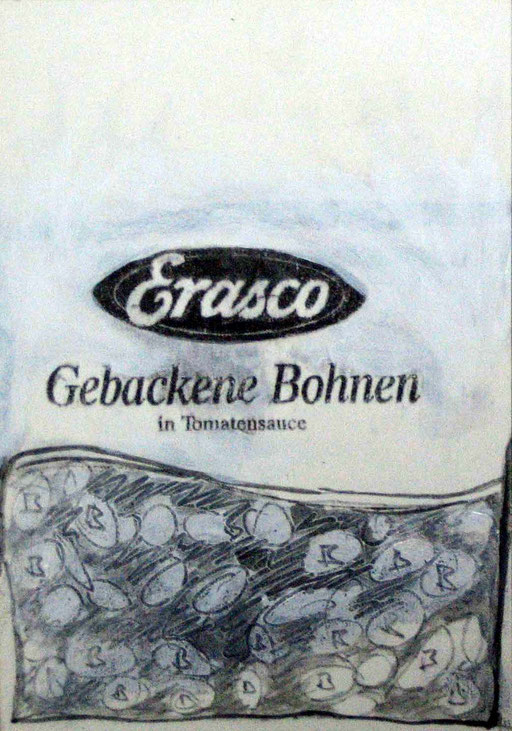 Erasco
Gebackene Bohnen
in Tomatensauce